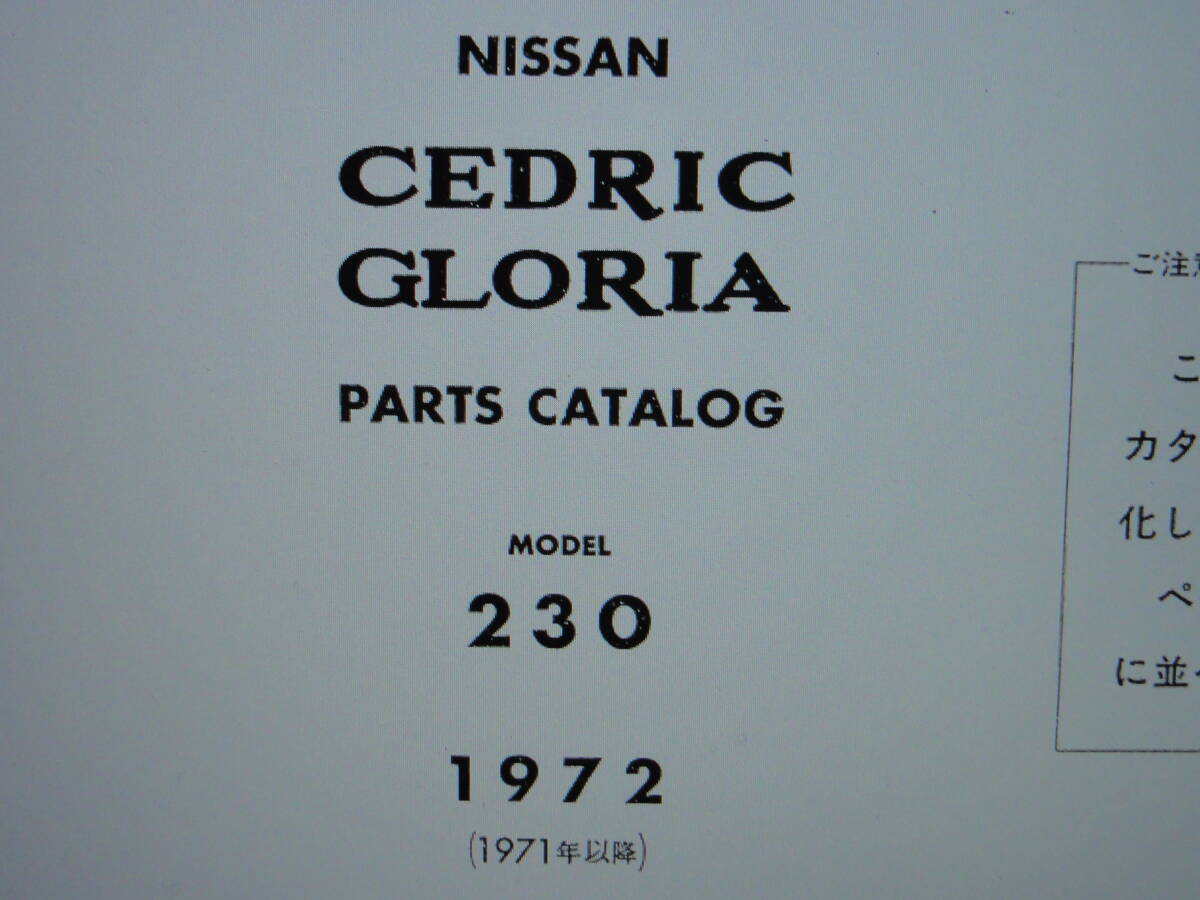 NISSAN
CEDRIC
GLORIA
PARTS CATALOG
MODEL
230
1972
(1971年以降)
ご注意
こ
カタ
化し
ペ
に並